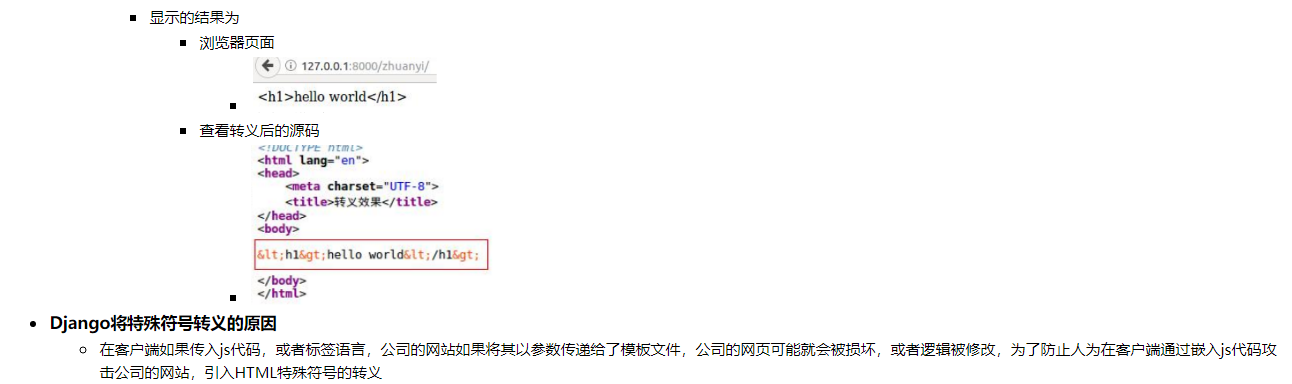 显示的结果为
浏览器页面
127.0.0.1:8000/zhuanyi/
<h1>hello world</h1>
查看转义后的源码
<!DOCTYPE html>
<html lang="en">
<head>
<meta charset="UTF-8">
<title>转义效果</title>
</head>
<body>
&lt;h1&gt;hello world&lt;/h1&gt;
</body>
</html>
Django将特殊符号转义的原因
在客户端如果传入js代码，或者标签语言，公司的网站如果将其以参数传递给了模板文件，公司的网页可能就会被损坏，或者逻辑被修改，为了防止人为在客户端通过嵌入js代码攻
击公司的网站，引入HTML特殊符号的转义